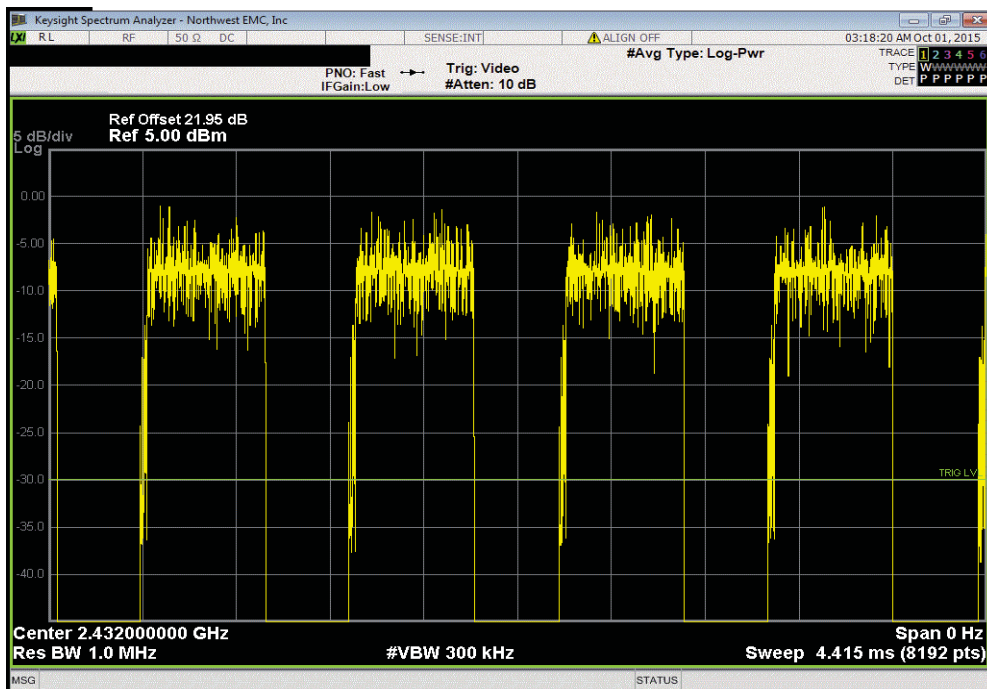 Keysight Spectrum Analyzer - Northwest EMC, Inc
LXI RL RF 50 Ω DC SENSE:INT ALIGN OFF 03:18:20 AM Oct 01, 2015
#Avg Type: Log-Pwr
TRACE 1 2 3 4 5 6
PNO: Fast Trig: Video TYPE WWWWWW
IFGain:Low #Atten: 10 dB DET P P P P P P
Ref Offset 21.95 dB
5 dB/div Ref 5.00 dBm
Log
0.00
-5.00
-10.0
-15.0
-20.0
-25.0
TRIG LV
-30.0
-35.0
-40.0
Center 2.432000000 GHz Span 0 Hz
Res BW 1.0 MHz #VBW 300 kHz Sweep 4.415 ms (8192 pts)
MSG STATUS